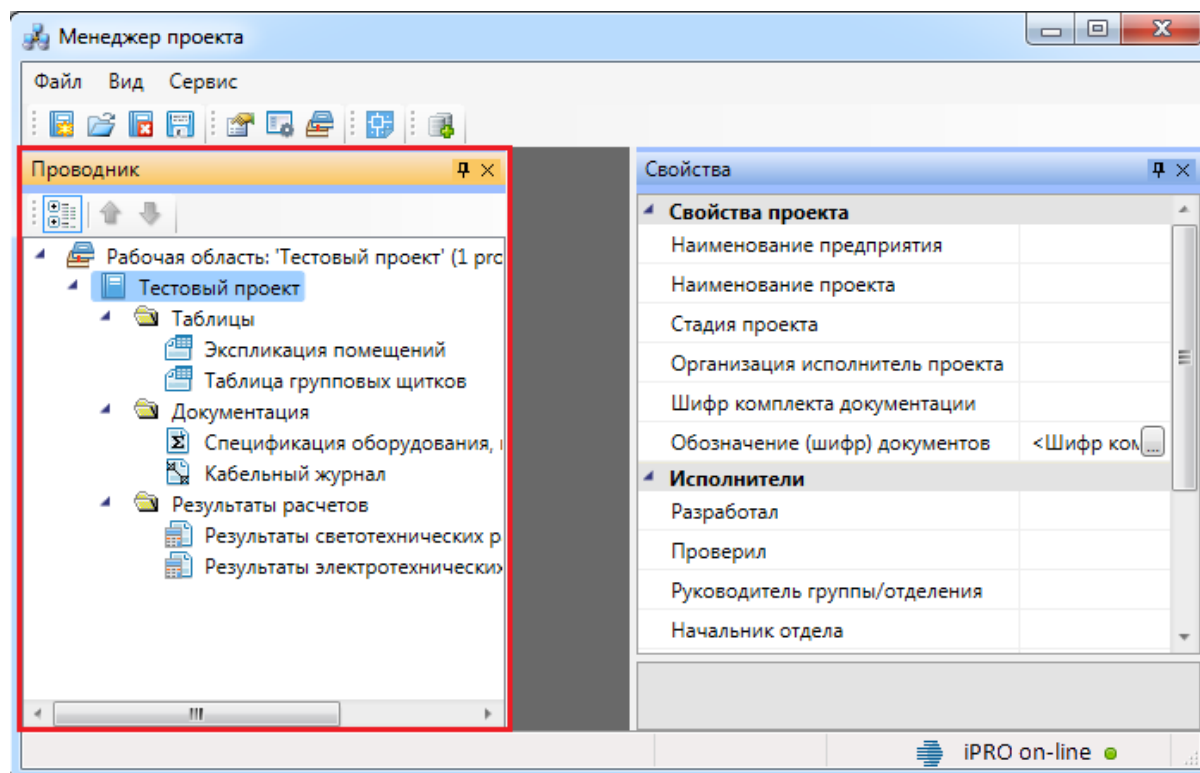 Менеджер проекта
Файл Вид Сервис
Проводник
Рабочая область: 'Тестовый проект' (1 prc
Тестовый проект
Таблицы
Экспликация помещений
Таблица групповых щитков
Документация
Спецификация оборудования,
Кабельный журнал
Результаты расчетов
Результаты светотехнических р
Результаты электротехнических
Свойства
Свойства проекта
Наименование предприятия
Наименование проекта
Стадия проекта
Организация исполнитель проекта
Шифр комплекта документации
Обозначение (шифр) документов <Шифр ком ...
Исполнители
Разработал
Проверил
Руководитель группы/отделения
Начальник отдела
iPRO on-line